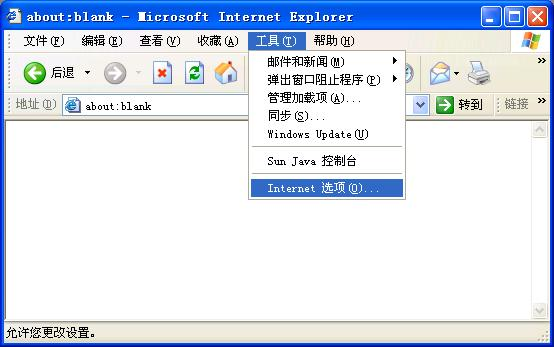 about:blank - Microsoft Internet Explorer
文件(F) 编辑(E) 查看(V) 收藏(A) 工具(T) 帮助(H)
后退
地址(D) about:blank 转到 链接
邮件和新闻(M)
弹出窗口阻止程序(P)
管理加载项(A)...
同步(S)...
Windows Update(U)
Sun Java 控制台
Internet 选项(O)...
允许您更改设置。